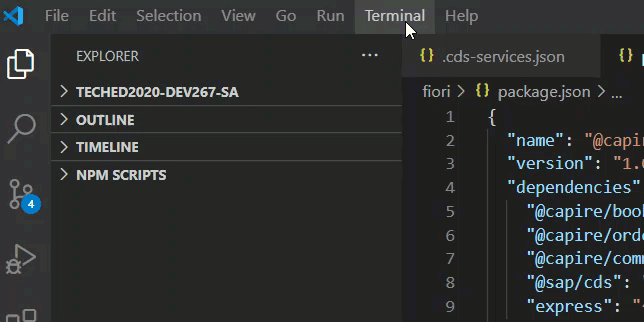 File Edit Selection View Go Run Terminal Help
EXPLORER ...
.cds-services.json
TECHED2020-DEV267-SA
fiori > package.json > ...
OUTLINE
TIMELINE
NPM SCRIPTS
4
1 {
2 "name": "@capi
3 "version": "1.
4 "dependencies"
5 "@capire/boo
6 "@capire/ord
7 "@capire/com
8 "@sap/cds":
9 "express": "